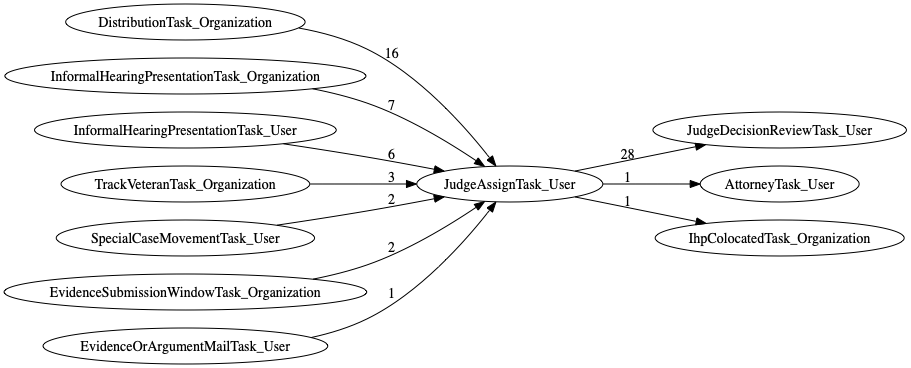 DistributionTask_Organization
16
InformalHearingPresentationTask_Organization
7
InformalHearingPresentationTask_User
6
JudgeDecisionReviewTask_User
28
TrackVeteranTask_Organization
3
JudgeAssignTask_User
1
AttorneyTask_User
SpecialCaseMovementTask_User
2
1
IhpColocatedTask_Organization
2
EvidenceSubmissionWindowTask_Organization
1
EvidenceOrArgumentMailTask_User